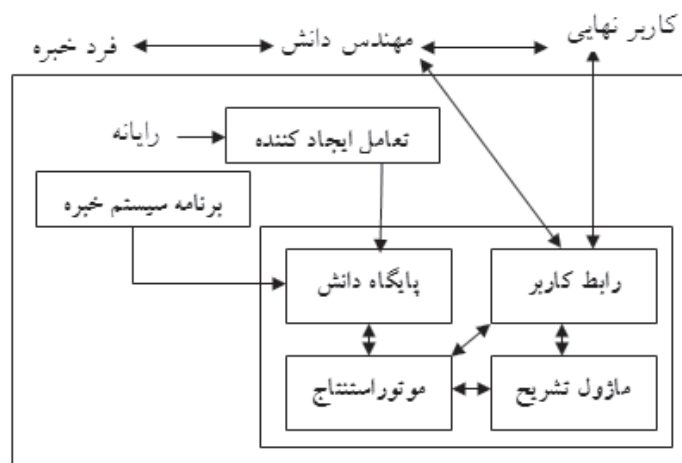 کاربر نهایی
مهندس دانش
فرد خبره
رایانه
تعامل ایجاد کننده
برنامه سیستم خبره
رابط کاربر
پایگاه دانش
ماژول تشریح
موتوراستنتاج